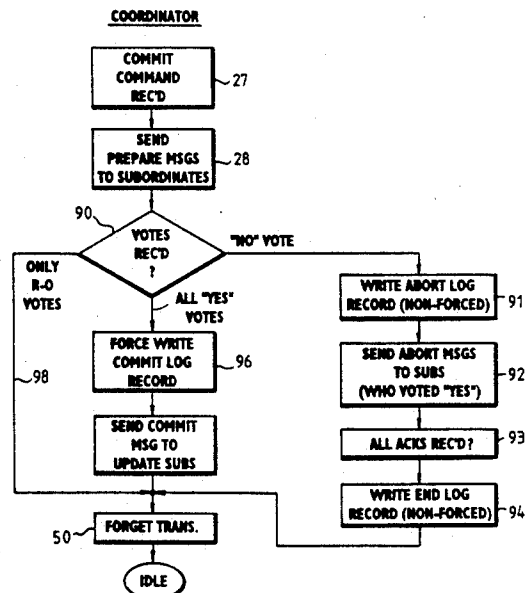 COORDINATOR
COMMIT
COMMAND
REC'D
27
SEND
PREPARE MSGS
TO SUBORDINATES
28
90
VOTES
REC'D
?
"NO" VOTE
ONLY
R-O
VOTES
ALL "YES"
VOTES
98
FORCE WRITE
COMMIT LOG
RECORD
96
SEND COMMIT
MSG TO
UPDATE SUBS
50
FORGET TRANS.
IDLE
WRITE ABORT LOG
RECORD (NON-FORCED)
91
SEND ABORT MSGS
TO SUBS
(WHO VOTED "YES")
92
ALL ACKS REC'D?
93
WRITE END LOG
RECORD (NON-FORCED)
94